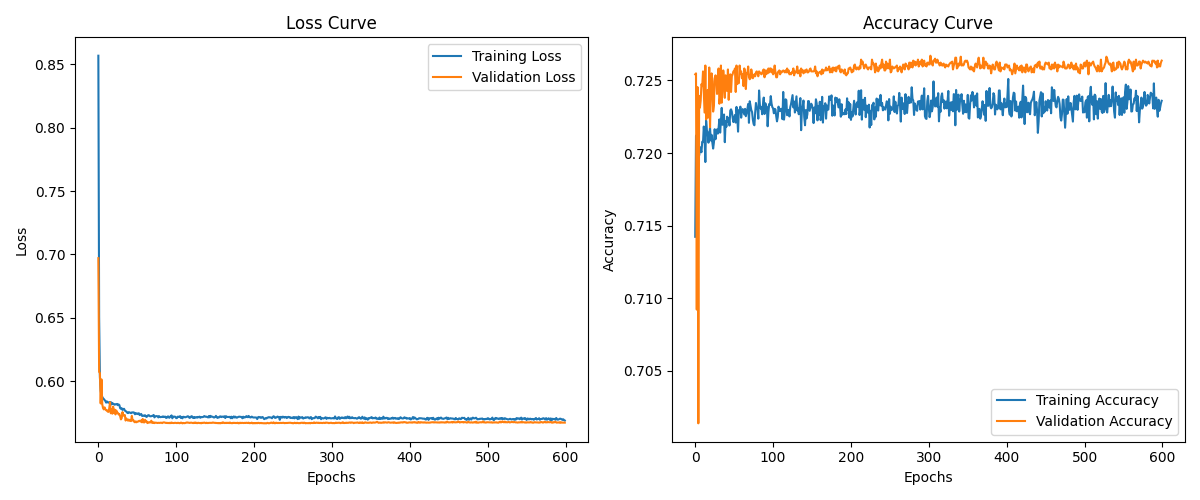 Loss Curve
Training Loss
Validation Loss
0.85
0.80
0.75
0.70
0.65
0.60
Loss
0 100 200 300 400 500 600
Epochs
Accuracy Curve
0.725
0.720
0.715
0.710
0.705
Accuracy
Training Accuracy
Validation Accuracy
0 100 200 300 400 500 600
Epochs